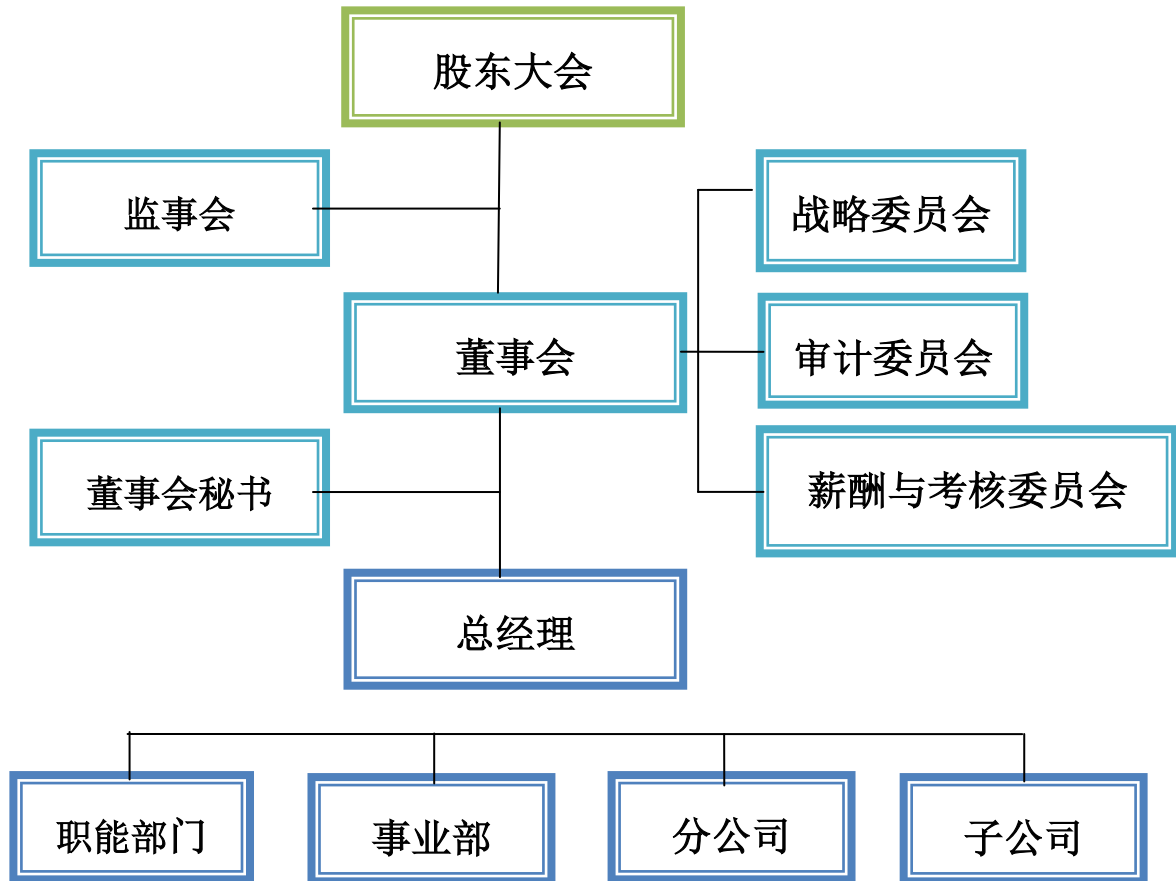 股东大会
监事会
战略委员会
董事会
审计委员会
董事会秘书
薪酬与考核委员会
总经理
职能部门
事业部
分公司
子公司